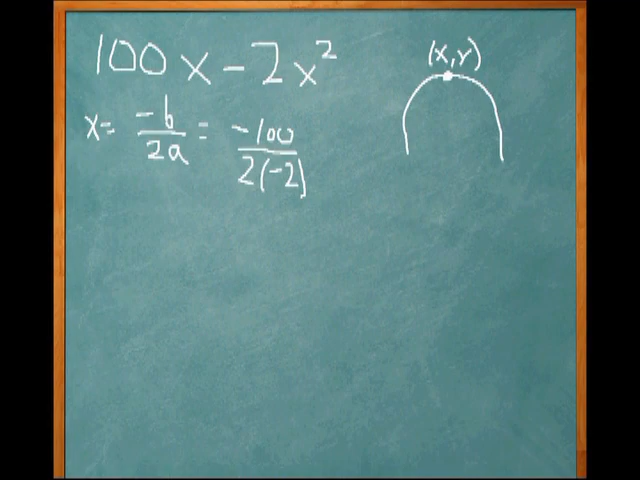 100x - 2x²
(x,y)
x = -b/2a = -100/2(-2)